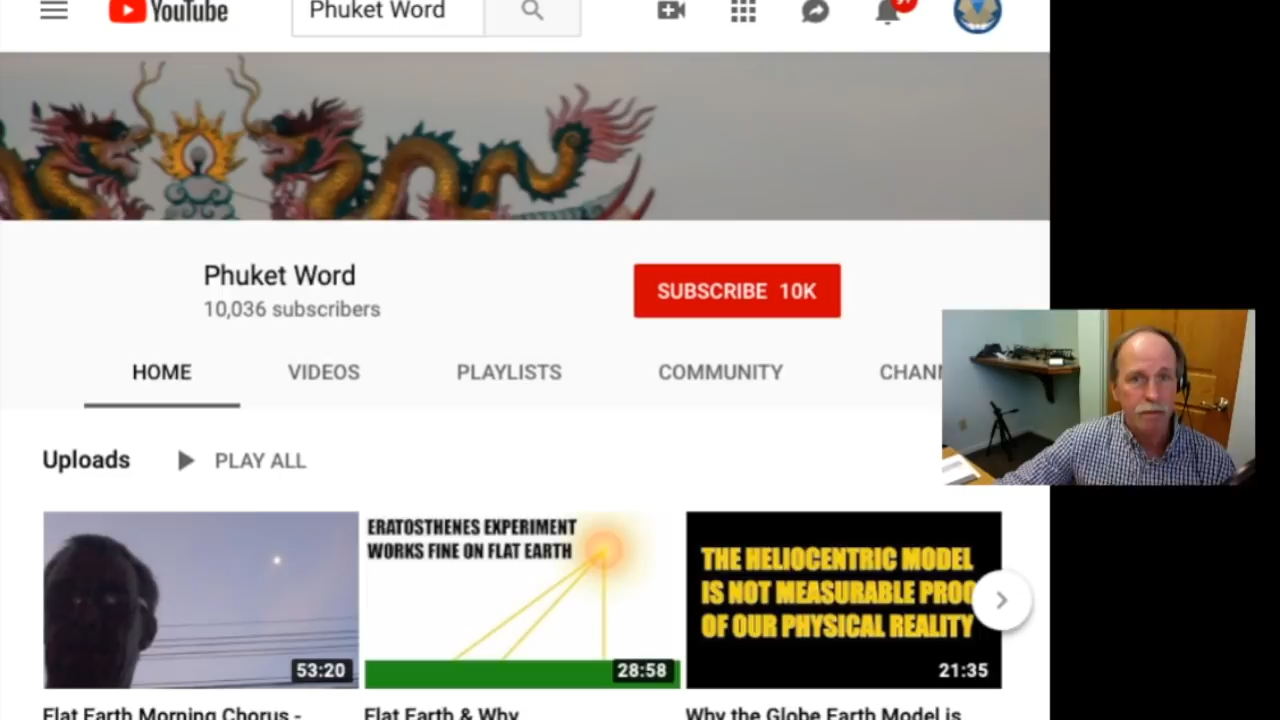 YouTube
Phuket Word
Phuket Word
10,036 subscribers
SUBSCRIBE 10K
HOME
VIDEOS
PLAYLISTS
COMMUNITY
Uploads
PLAY ALL
ERATOSTHENES EXPERIMENT
WORKS FINE ON FLAT EARTH
THE HELIOCENTRIC MODEL
IS NOT MEASURABLE
OF OUR PHYSICAL REALITY
53:20
28:58
21:35
Flat Earth Morning Chorus -
Flat Earth & Why
Why the Globe Earth Model is